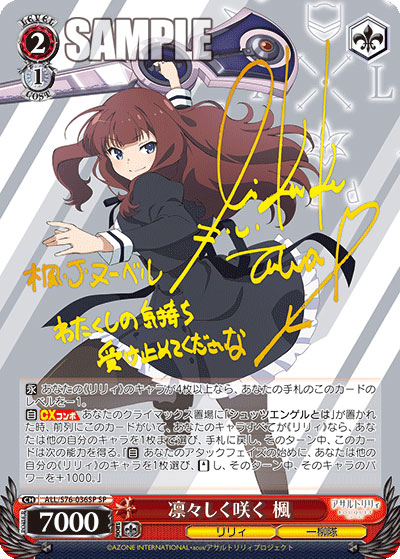 LEVEL
2
SAMPLE
1
COST
L
楓・J・ヌーベル
わたくしの気持ち
受け止めてくださいな
永 あなたの《リリィ》のキャラが4枚以上なら、あなたの手札のこのカードの
レベルを－1。
自 CXコンボ あなたのクライマックス置場に「シュッツエンゲルとは」が置かれ
た時、前列にこのカードがいて、あなたのキャラすべてが《リリィ》なら、あな
たは他の自分のキャラを1枚まで選び、手札に戻し、そのターン中、このカー
ドは次の能力を得る。『自 あなたのアタックフェイズの始めに、あなたは他
の自分の《リリィ》のキャラを1枚選び、そのターン中、そのキャラのパワ
ーを＋1000。』
CH
ALL/S76-036SP SP
7000
凛々しく咲く 楓
アサルトリリィ
リリィ
一柳隊
©AZONE INTERNATIONAL・acus/アサルトリリィプロジェクト